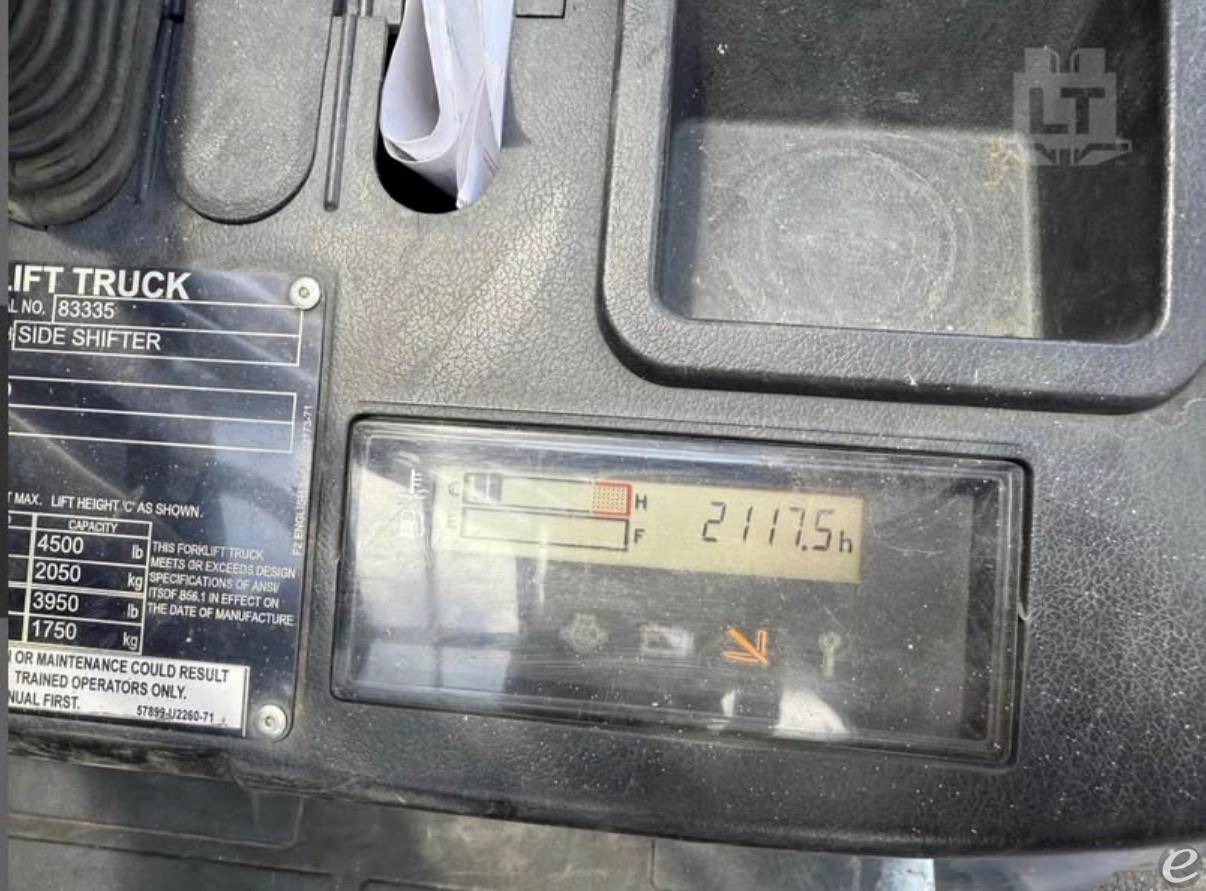 LT
LIFT TRUCK
AL NO. 83335
SIDE SHIFTER
T MAX. LIFT HEIGHT 'C' AS SHOWN.
CAPACITY
4500 lb
2050 kg
3950 lb
1750 kg
THIS FORKLIFT TRUCK
MEETS OR EXCEEDS DESIGN
SPECIFICATIONS OF ANSI/
ITSDF B56.1 IN EFFECT ON
THE DATE OF MANUFACTURE.
N OR MAINTENANCE COULD RESULT
TRAINED OPERATORS ONLY.
NUAL FIRST.
57899-U2260-71
C H
E F
2117.5h
e